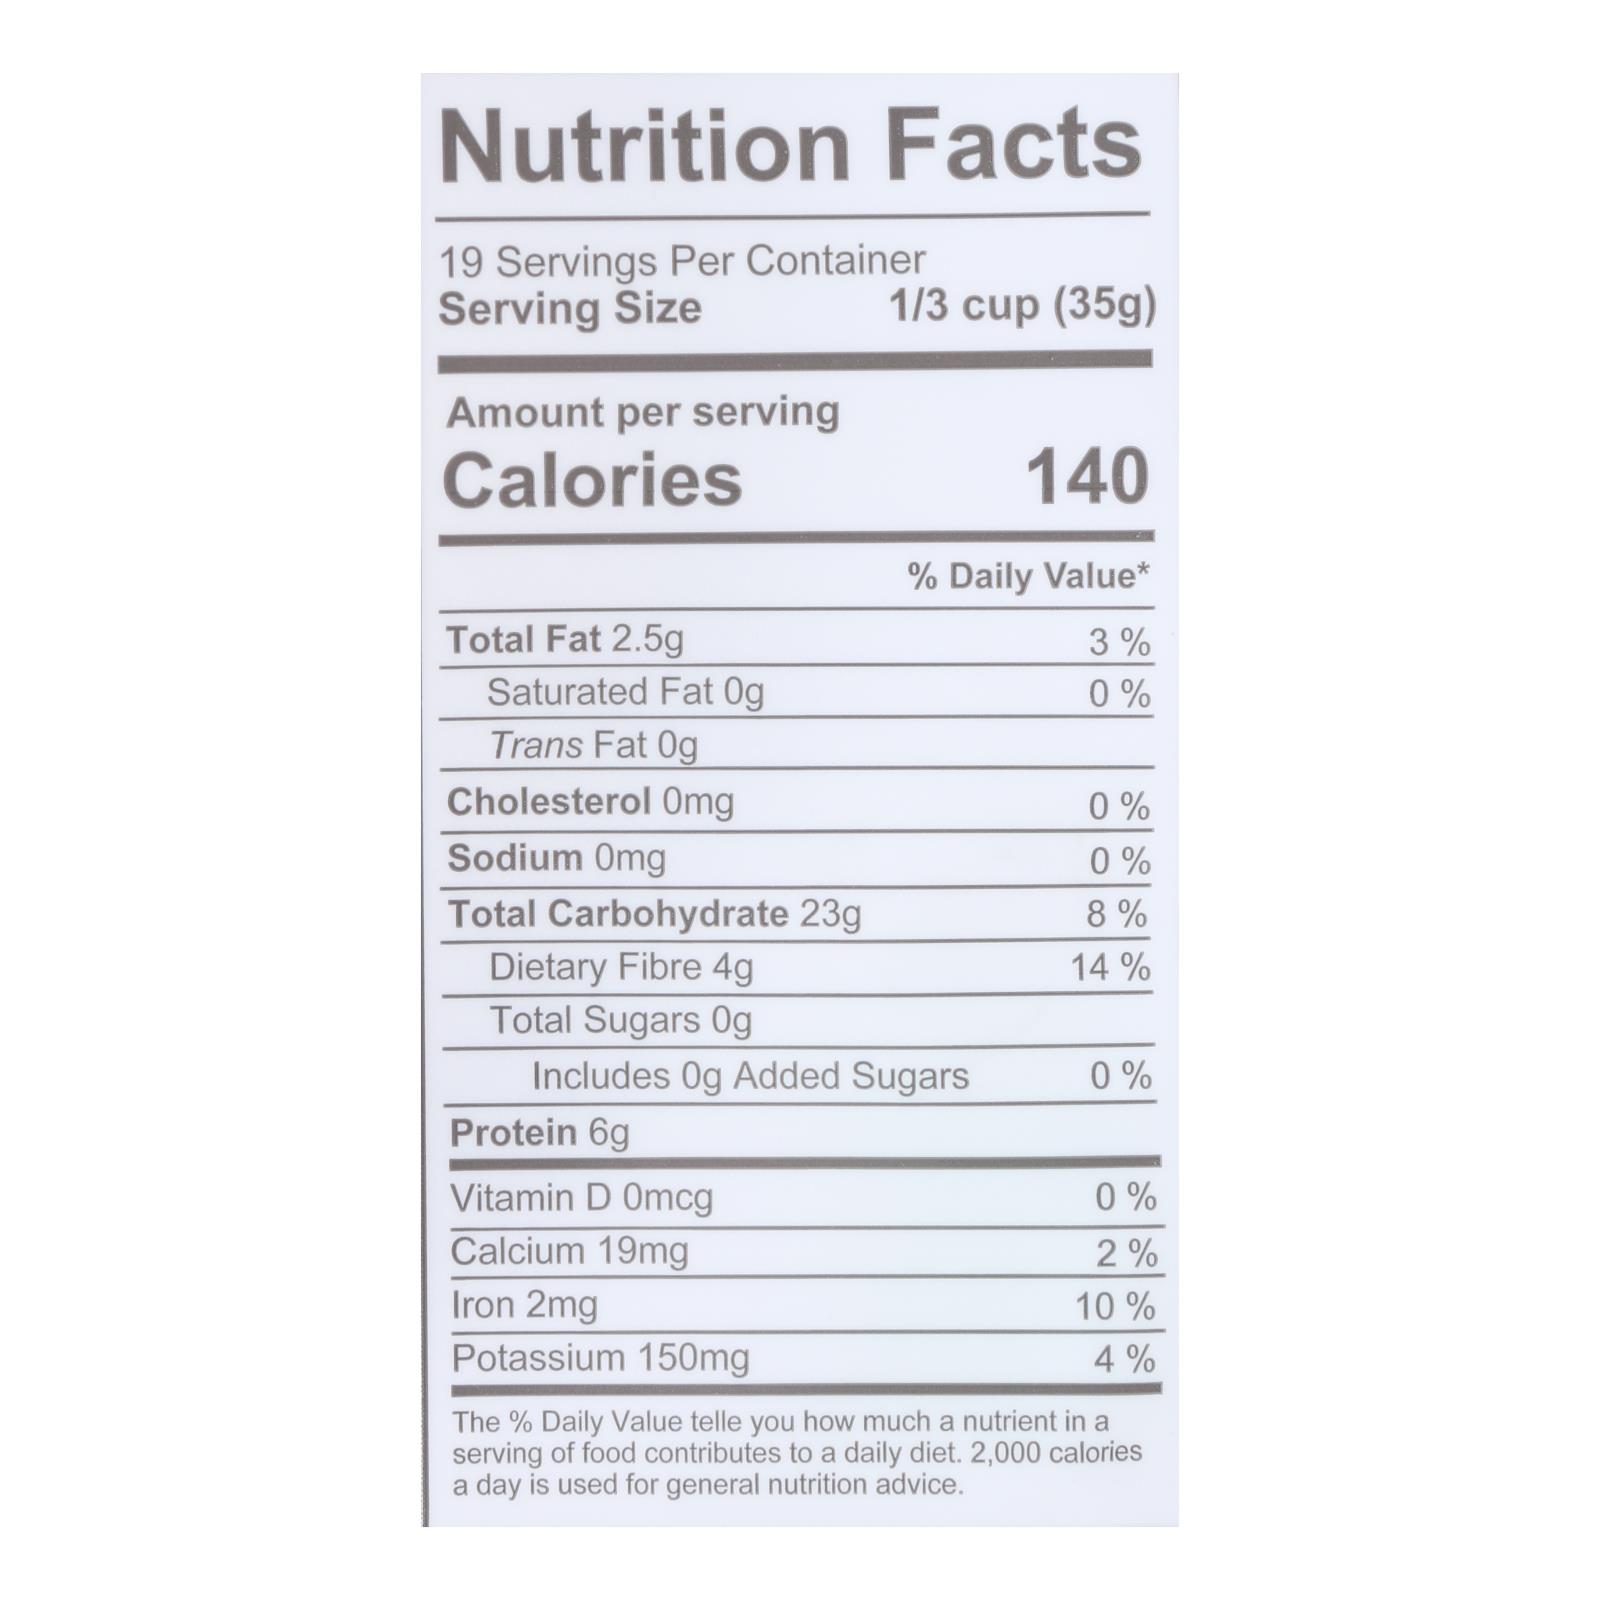 Nutrition Facts
19 Servings Per Container
Serving Size 1/3 cup (35g)
Amount per serving
Calories 140
% Daily Value*
Total Fat 2.5g 3 %
Saturated Fat 0g 0 %
Trans Fat 0g
Cholesterol 0mg 0 %
Sodium 0mg 0 %
Total Carbohydrate 23g 8 %
Dietary Fibre 4g 14 %
Total Sugars 0g
Includes 0g Added Sugars 0 %
Protein 6g
Vitamin D 0mcg 0 %
Calcium 19mg 2 %
Iron 2mg 10 %
Potassium 150mg 4 %
The % Daily Value telle you how much a nutrient in a
serving of food contributes to a daily diet. 2,000 calories
a day is used for general nutrition advice.